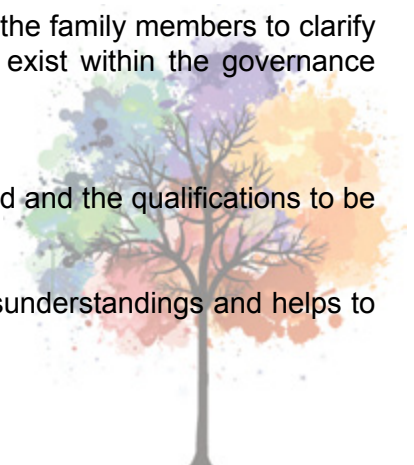 the family members to clarify
exist within the governance
d and the qualifications to be
sunderstandings and helps to